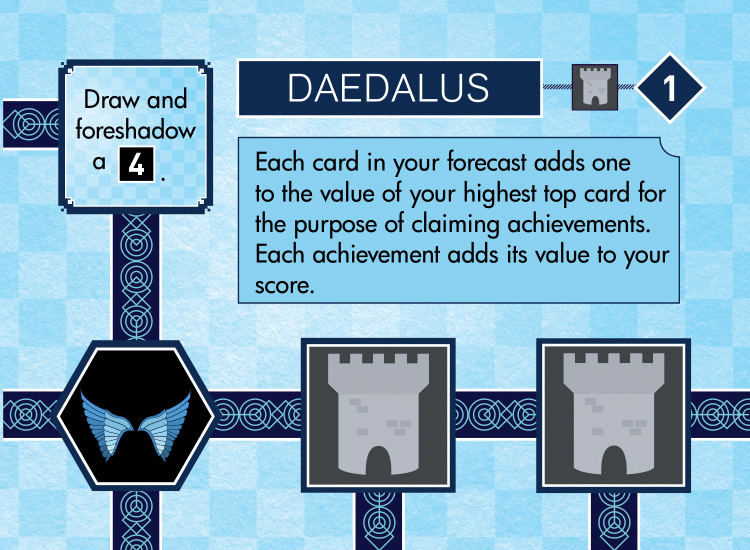 Draw and
foreshadow
a 4 .
DAEDALUS
1
Each card in your forecast adds one
to the value of your highest top card for
the purpose of claiming achievements.
Each achievement adds its value to your
score.